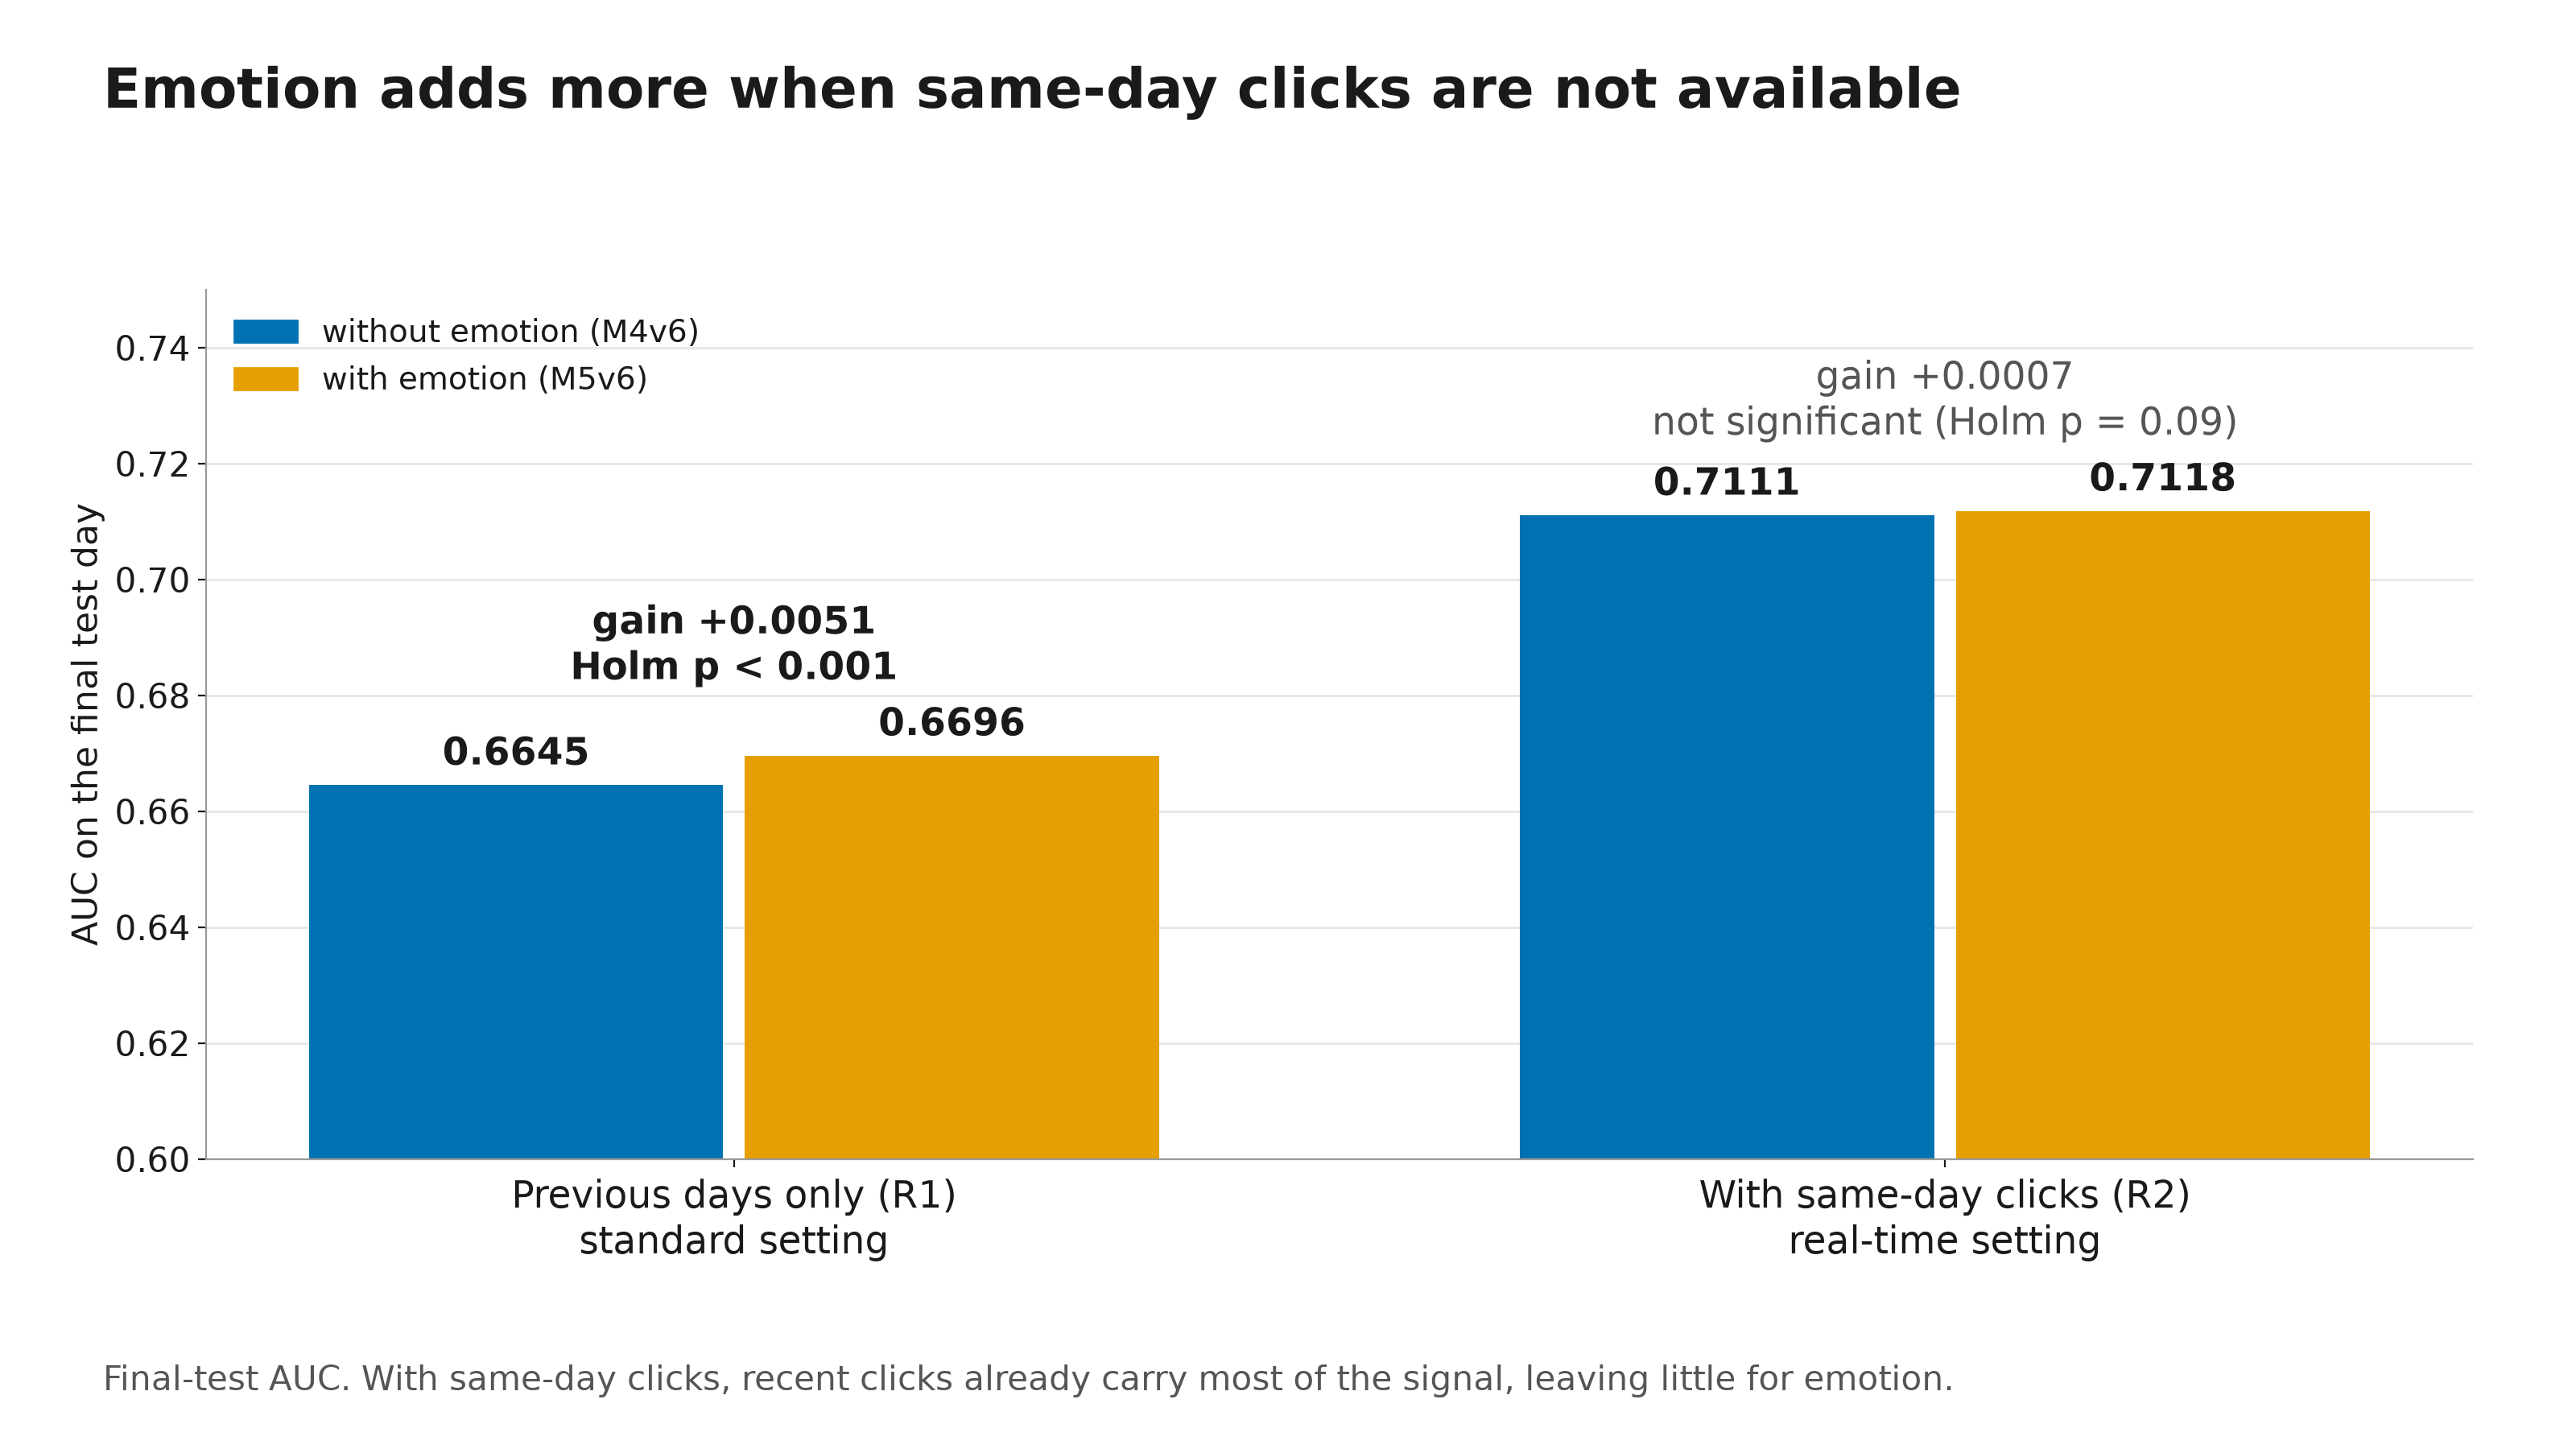 Emotion adds more when same-day clicks are not available
without emotion (M4v6)
with emotion (M5v6)
AUC on the final test day
0.74
0.72
0.70
0.68
0.66
0.64
0.62
0.60
gain +0.0051
Holm p < 0.001
0.6645
0.6696
gain +0.0007
not significant (Holm p = 0.09)
0.7111
0.7118
Previous days only (R1)
standard setting
With same-day clicks (R2)
real-time setting
Final-test AUC. With same-day clicks, recent clicks already carry most of the signal, leaving little for emotion.